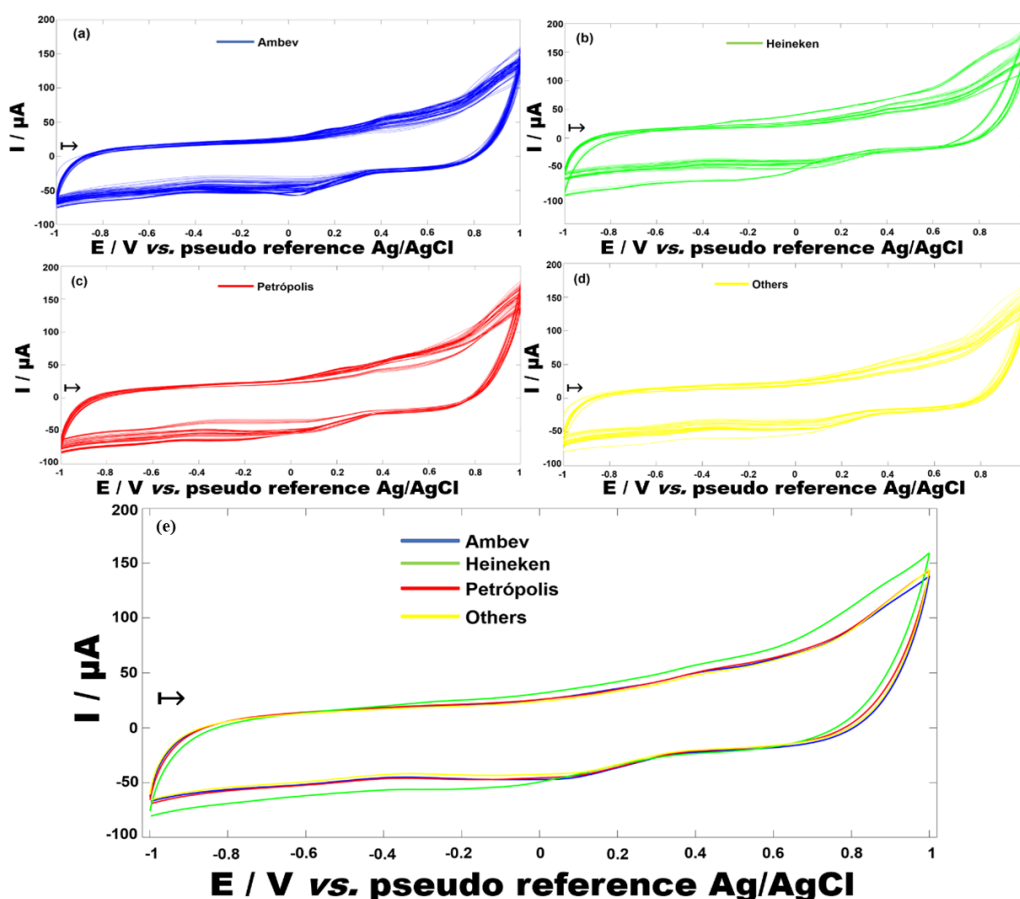 (a)
Ambev
200
150
100
50
0
-50
-100
I / µA
-1 -0.8 -0.6 -0.4 -0.2 0 0.2 0.4 0.6 0.8 1
E / V vs. pseudo reference Ag/AgCl
(b)
Heineken
200
150
100
50
0
-50
-100
I / µA
-1 -0.8 -0.6 -0.4 -0.2 0 0.2 0.4 0.6 0.8
E / V vs. pseudo reference Ag/AgCl
(c)
Petrópolis
200
150
100
50
0
-50
-100
I / µA
-1 -0.8 -0.6 -0.4 -0.2 0 0.2 0.4 0.6 0.8 1
E / V vs. pseudo reference Ag/AgCl
(d)
Others
200
150
100
50
0
-50
-100
I / µA
-1 -0.8 -0.6 -0.4 -0.2 0 0.2 0.4 0.6 0.8
E / V vs. pseudo reference Ag/AgCl
(e)
Ambev
Heineken
Petrópolis
Others
200
150
100
50
0
-50
-100
I / µA
-1 -0.8 -0.6 -0.4 -0.2 0 0.2 0.4 0.6 0.8 1
E / V vs. pseudo reference Ag/AgCl